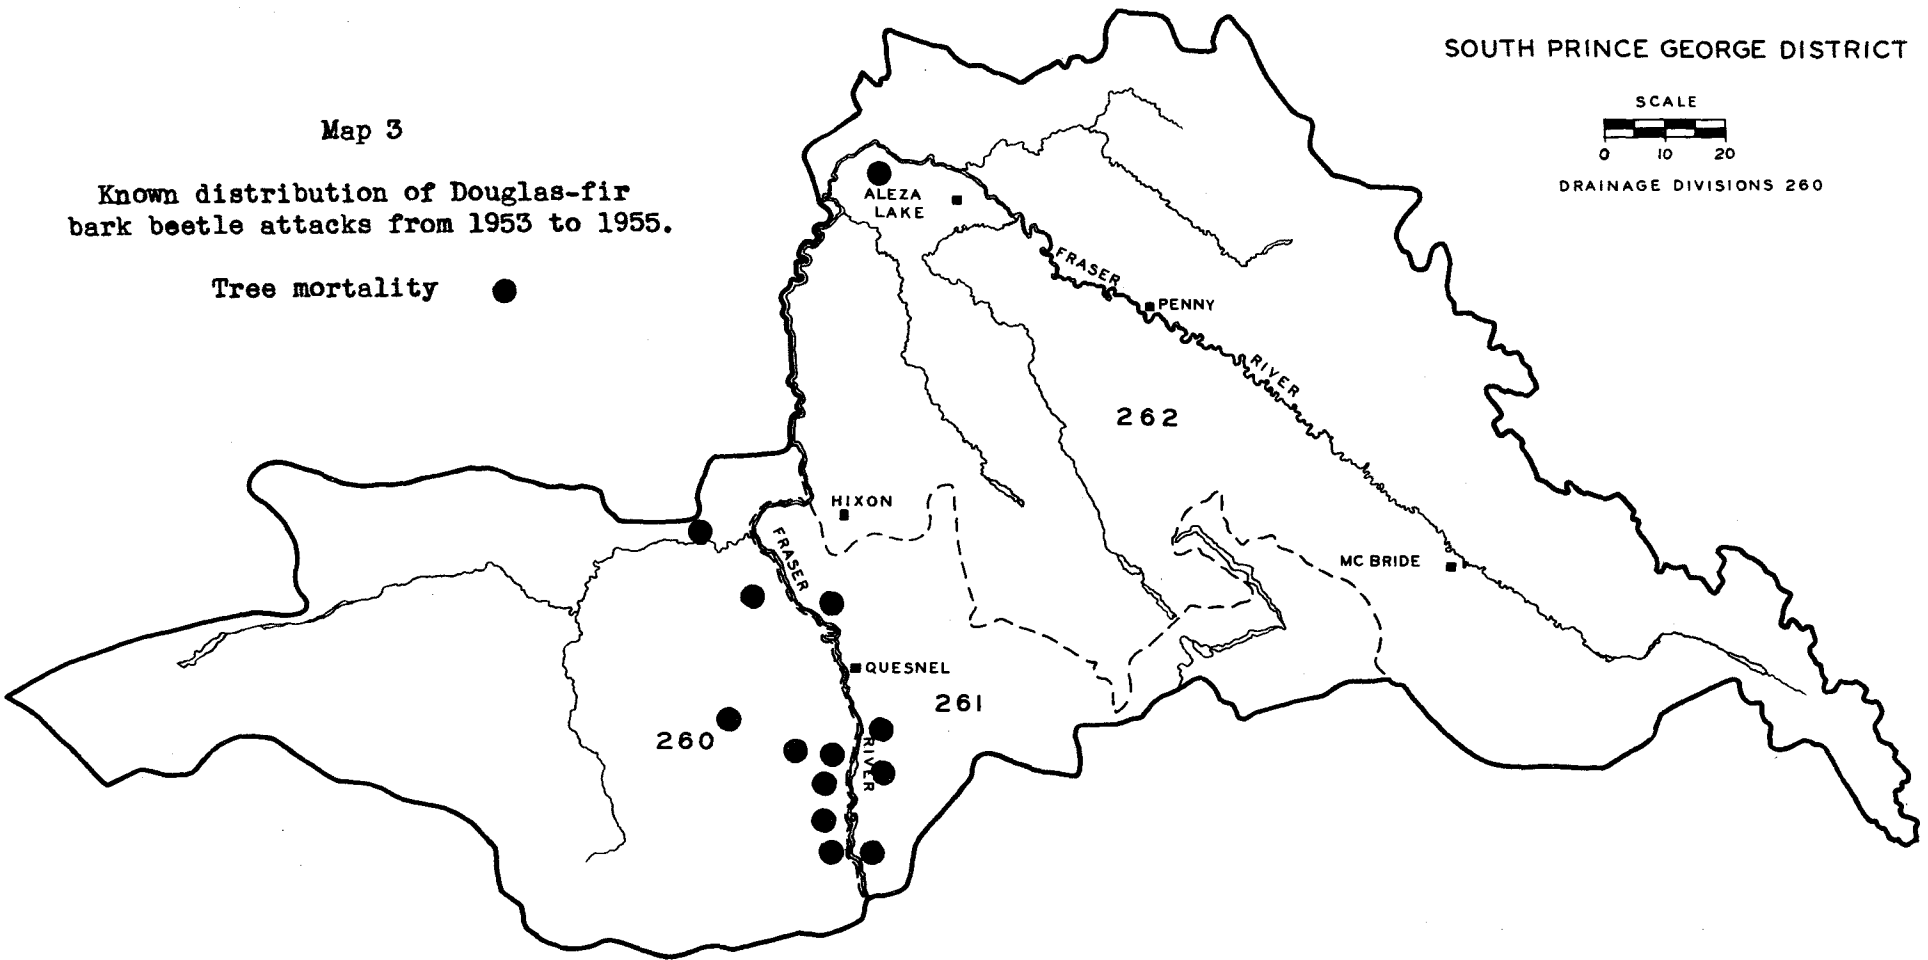 SOUTH PRINCE GEORGE DISTRICT
SCALE
0 10 20
DRAINAGE DIVISIONS 260
Map 3
Known distribution of Douglas-fir
bark beetle attacks from 1953 to 1955.
Tree mortality
ALEZA
LAKE
FRASER
PENNY
RIVER
262
HIXON
FRASER
MC BRIDE
QUESNEL
261
260
RIVER